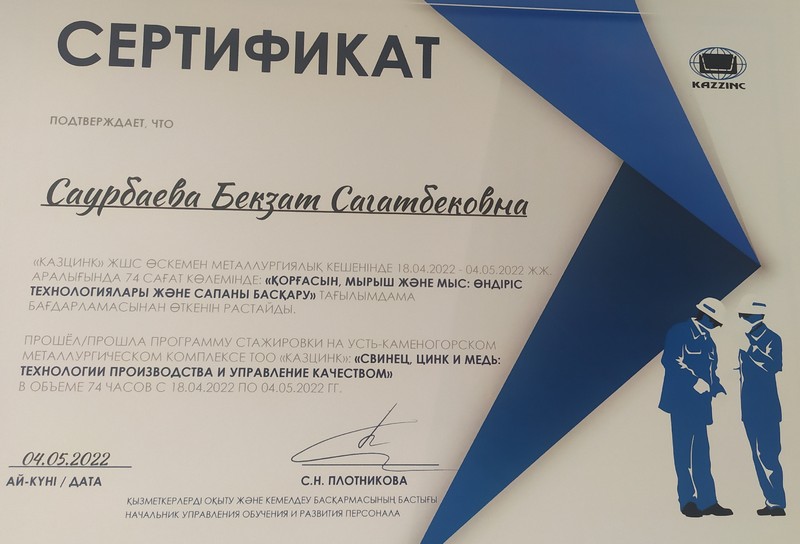 СЕРТИФИКАТ
KAZZINC
ПОДТВЕРЖДАЕТ, ЧТО
Саурбаева Бекзат Сагатбековна
«КАЗЦИНК» ЖШС ӨСКЕМЕН МЕТАЛЛУРГИЯЛЫҚ КЕШЕНІНДЕ 18.04.2022 - 04.05.2022 Ж.Ж.
АРАЛЫҒЫНДА 74 САҒАТ КӨЛЕМІНДЕ: «ҚОРҒАСЫН, МЫРЫШ ЖӘНЕ МЫС: ӨНДІРІС
ТЕХНОЛОГИЯЛАРЫ ЖӘНЕ САПАНЫ БАСҚАРУ» ТАҒЫЛЫМДАМА
БАҒДАРЛАМАСЫНАН ӨТКЕНІН РАСТАЙДЫ.
ПРОШЁЛ/ПРОШЛА ПРОГРАММУ СТАЖИРОВКИ НА УСТЬ-КАМЕНОГОРСКОМ
МЕТАЛЛУРГИЧЕСКОМ КОМПЛЕКСЕ ТОО «КАЗЦИНК»: «СВИНЕЦ, ЦИНК И МЕДЬ:
ТЕХНОЛОГИИ ПРОИЗВОДСТВА И УПРАВЛЕНИЕ КАЧЕСТВОМ»
В ОБЪЕМЕ 74 ЧАСОВ С 18.04.2022 ПО 04.05.2022 ГГ.
04.05.2022
АЙ-КҮНІ / ДАТА
С.Н. ПЛОТНИКОВА
ҚЫЗМЕТКЕРЛЕРДІ ОҚЫТУ ЖӘНЕ КЕМЕЛДЕУ БАСҚАРМАСЫНЫҢ БАСТЫҒЫ
НАЧАЛЬНИК УПРАВЛЕНИЯ ОБУЧЕНИЯ И РАЗВИТИЯ ПЕРСОНАЛА